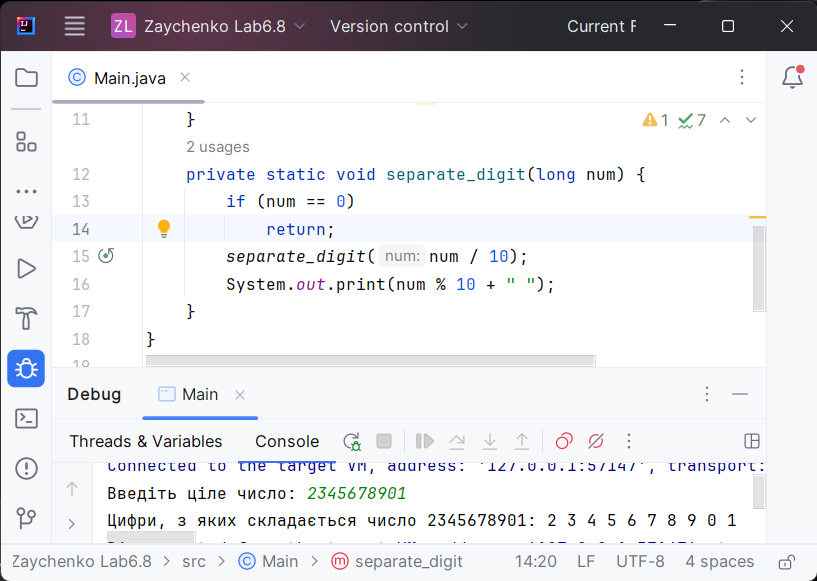 ZL Zaychenko Lab6.8 Version control Current F
Main.java
11 }
1 7
2 usages
12 private static void separate_digit(long num) {
13 if (num == 0)
14 return;
15 separate_digit( num: num / 10);
16 System.out.print(num % 10 + " ");
17 }
18 }
19
Debug Main
Threads & Variables Console
Connected to the target VM, address: '127.0.0.1:57147', transport:
Введіть ціле число: 2345678901
Цифри, з яких складається число 2345678901: 2 3 4 5 6 7 8 9 0 1
Zaychenko Lab6.8 > src > Main > separate_digit 14:20 LF UTF-8 4 spaces